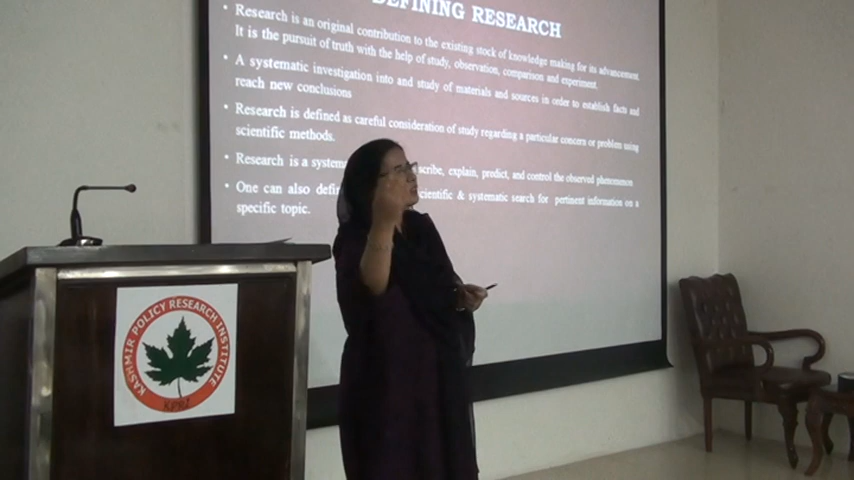 DEFINING RESEARCH
• Research is an original contribution to the existing stock of knowledge making for its advancement.
It is the pursuit of truth with the help of study, observation, comparison and experiment.
• A systematic investigation into and study of materials and sources in order to establish facts and
reach new conclusions
• Research is defined as careful consideration of study regarding a particular concern or problem using
scientific methods.
• Research is a explain, predict, and control the observed phenomenon
• One can also scientific & systematic search for pertinent information on a
specific topic.
KASHMIR POLICY RESEARCH INSTITUTE
KPRI